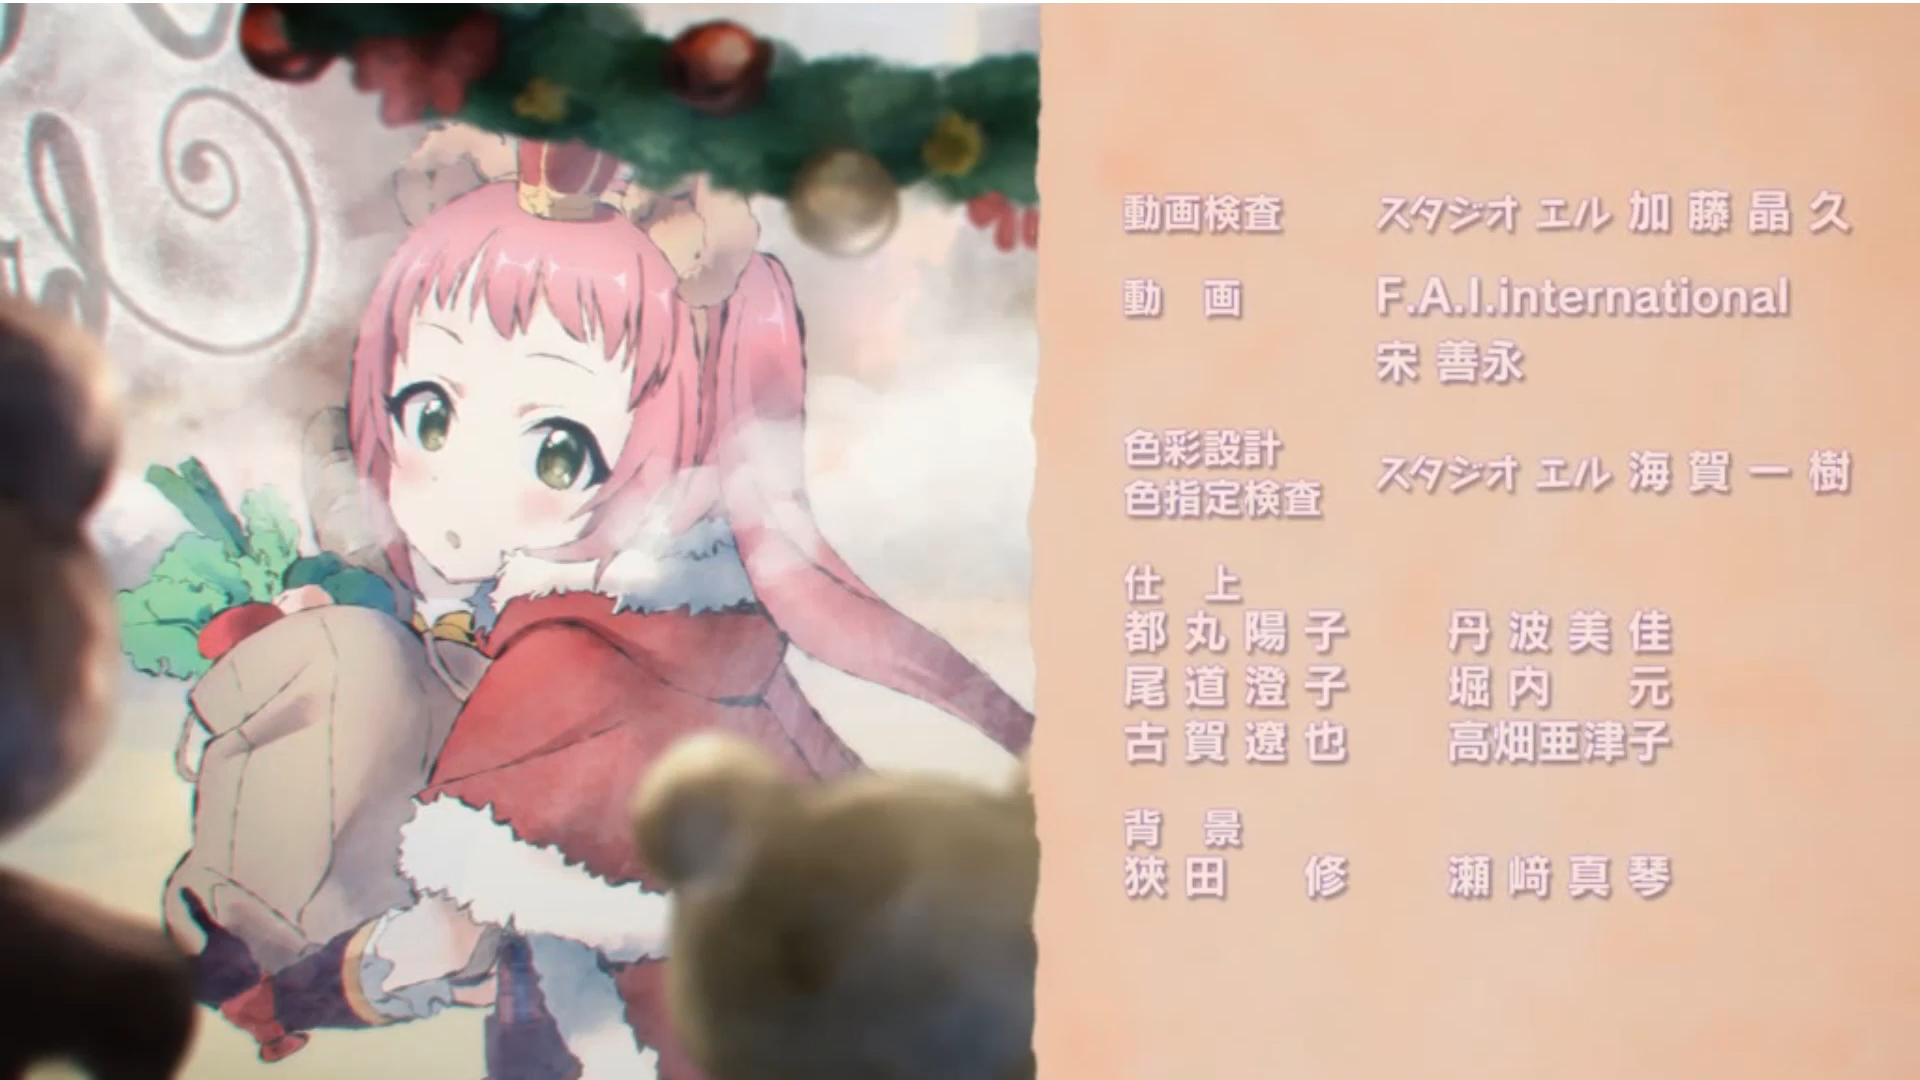 動画検査 スタジオ エル 加藤晶久
動 画 F.A.I.international
宋 善永
色彩設計
色指定検査 スタジオ エル 海賀一樹
仕 上
都丸陽子 丹波美佳
尾道澄子 堀内 元
古賀遼也 高畑亜津子
背 景
狭田 修 瀬﨑真琴